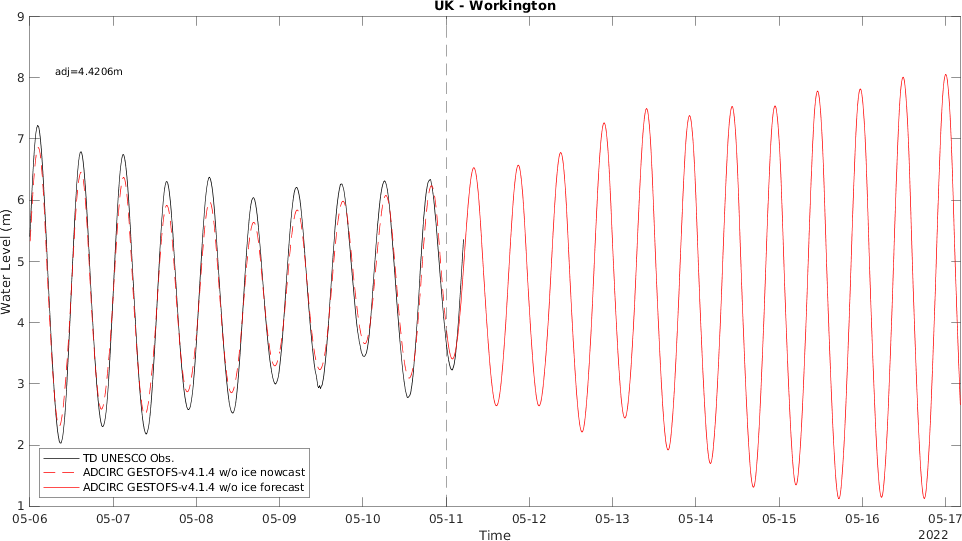 UK - Workington
9
8
7
6
5
4
3
2
1
Water Level (m)
adj=4.4206m
TD UNESCO Obs.
ADCIRC GESTOFS-v4.1.4 w/o ice nowcast
ADCIRC GESTOFS-v4.1.4 w/o ice forecast
05-06 05-07 05-08 05-09 05-10 05-11 05-12 05-13 05-14 05-15 05-16 05-17
Time
2022